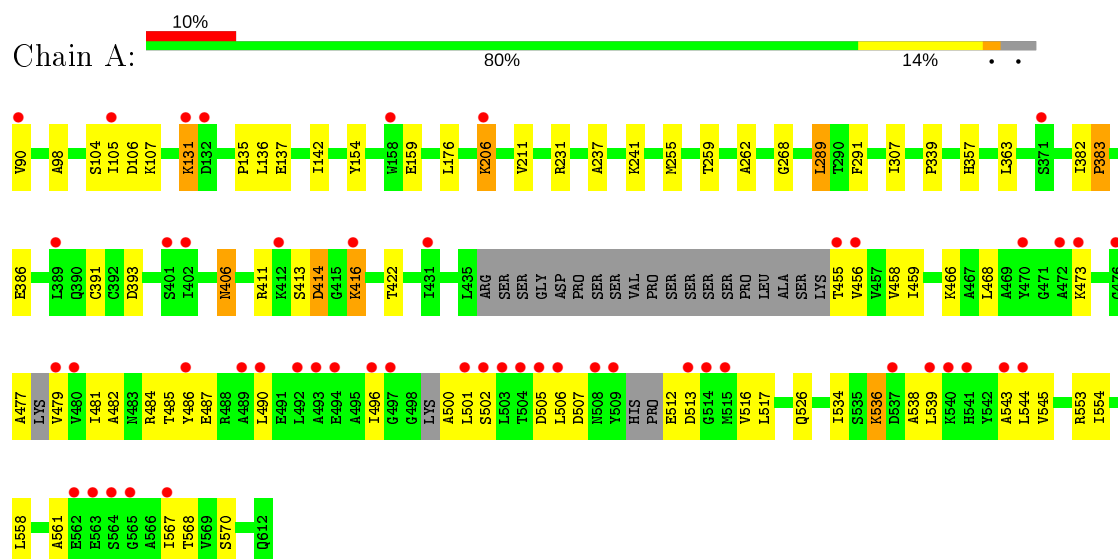 10%
Chain A:
80% 14% • •
V90 A98 S104 I105 D106 K107 K131 D132 P135 L136 E137 I142 Y154 W158 E159 L176 K206 V211 R231 A237 K241 M255 T259 A262 G268 L289 T290 F291 I307 P339 H357 L363 S371 I382 P383
E386 L389 Q390 C391 C392 D393 S401 I402 N406 R411 K412 S413 D414 G415 K416 T422 I431 L435 ARG SER SER GLY ASP PRO SER SER VAL PRO SER SER SER SER PRO LEU ALA SER LYS T455 V456 V457 V458 I459 K466 A467 L468 A469 Y470 G471 A472 K473 G476
A477 LYS V479 V480 I481 A482 N483 R484 T485 Y486 E487 R488 A489 L490 E491 L492 A493 E494 A495 I496 G497 G498 LYS A500 L501 S502 L503 T504 D505 L506 D507 N508 Y509 HIS PRO E512 D513 G514 M515 V516 L517 Q526 I534 S535 K536 D537 A538 L539 K540 H541 Y542 A543 L544 V545 R553 I554
L558 A561 E562 E563 S564 G565 A566 I567 T568 V569 S570 Q612